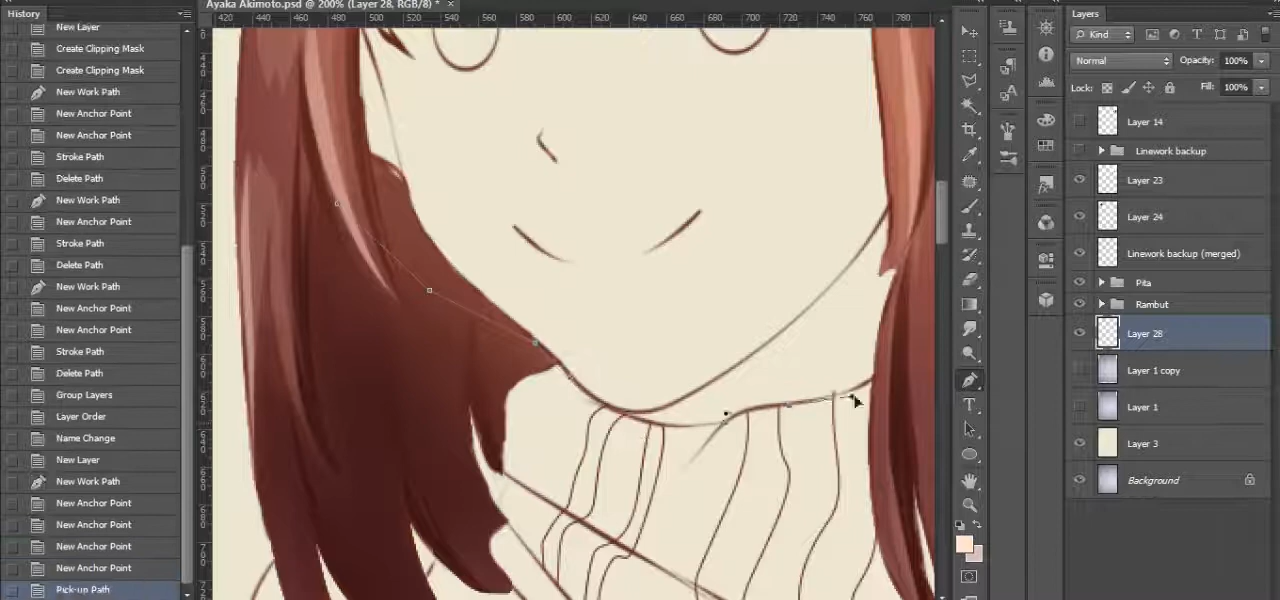 Ayaka Akimoto.psd @ 200% (Layer 28, RGB/8) *
History
New Layer
Create Clipping Mask
Create Clipping Mask
New Work Path
New Anchor Point
New Anchor Point
Stroke Path
Delete Path
New Work Path
New Anchor Point
Stroke Path
Delete Path
New Work Path
New Anchor Point
New Anchor Point
Stroke Path
Delete Path
Group Layers
Layer Order
Name Change
New Layer
New Work Path
New Anchor Point
New Anchor Point
New Anchor Point
New Anchor Point
Pick-up Path
420 440 460 480 500 520 540 560 580 600 620 640 660 680 700 720 740 760 780
Layers
Kind
Normal Opacity: 100%
Lock: Fill: 100%
Layer 14
Linework backup
Layer 23
Layer 24
Linework backup (merged)
Pita
Rambut
Layer 28
Layer 1 copy
Layer 1
Layer 3
Background